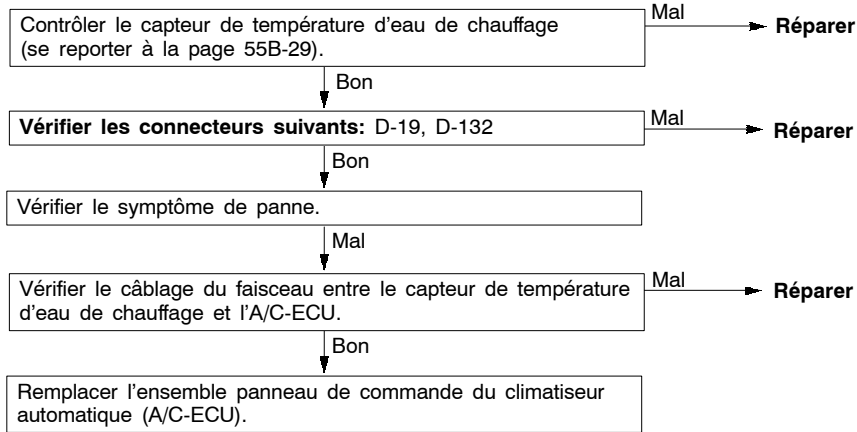 Contrôler le capteur de température d'eau de chauffage
(se reporter à la page 55B-29).
Mal
Réparer
Bon
Vérifier les connecteurs suivants: D-19, D-132
Mal
Réparer
Bon
Vérifier le symptôme de panne.
Mal
Vérifier le câblage du faisceau entre le capteur de température
d'eau de chauffage et l'A/C-ECU.
Mal
Réparer
Bon
Remplacer l'ensemble panneau de commande du climatiseur
automatique (A/C-ECU).